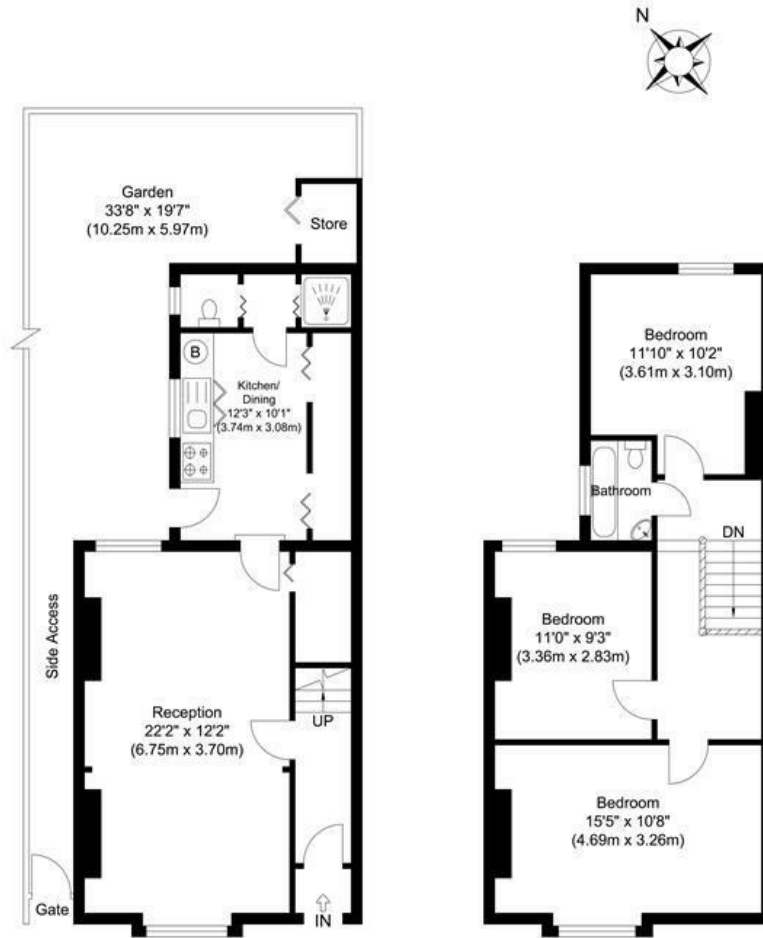 N
Garden
33'8" x 19'7"
(10.25m x 5.97m)
Store
B
Kitchen/
Dining
12'3" x 10'1"
(3.74m x 3.08m)
Side Access
Reception
22'2" x 12'2"
(6.75m x 3.70m)
UP
Gate
IN
Bedroom
11'10" x 10'2"
(3.61m x 3.10m)
Bathroom
DN
Bedroom
11'0" x 9'3"
(3.36m x 2.83m)
Bedroom
15'5" x 10'8"
(4.69m x 3.26m)